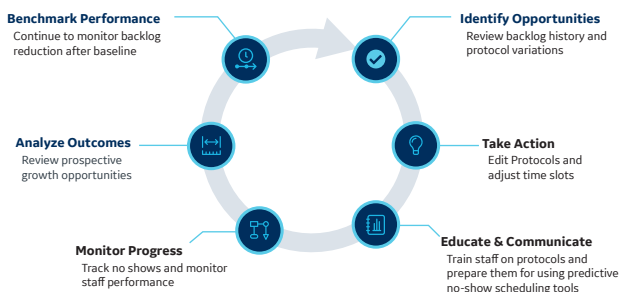 Benchmark Performance
Continue to monitor backlog
reduction after baseline
Identify Opportunities
Review backlog history and
protocol variations
Take Action
Edit Protocols and
adjust time slots
Educate & Communicate
Train staff on protocols and
prepare them for using predictive
no-show scheduling tools
Monitor Progress
Track no shows and monitor
staff performance
Analyze Outcomes
Review prospective
growth opportunities